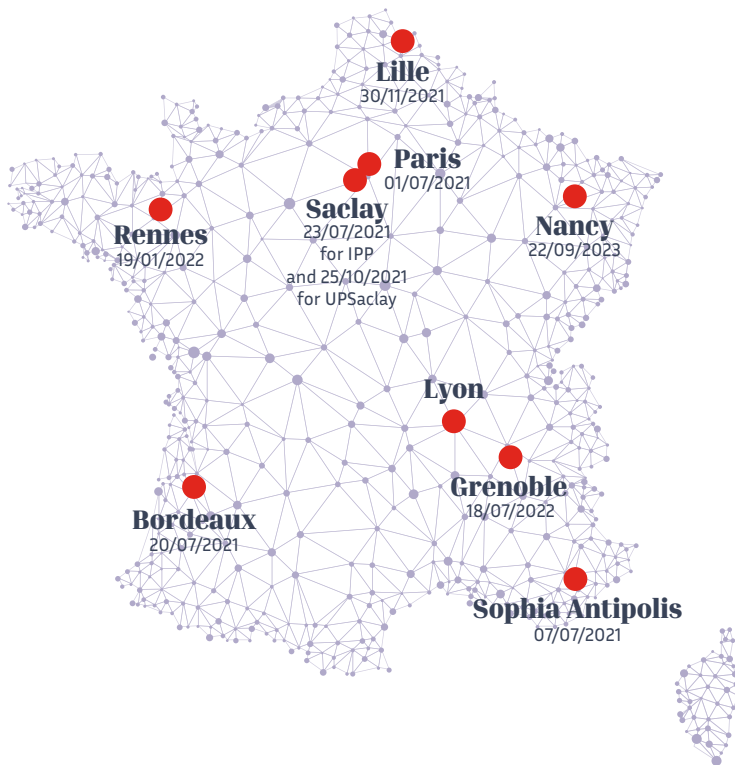 Lille
30/11/2021
Paris
01/07/2021
Saclay
23/07/2021
for IPP
and 25/10/2021
for UPSaclay
Rennes
19/01/2022
Nancy
22/09/2023
Lyon
Grenoble
18/07/2022
Bordeaux
20/07/2021
Sophia Antipolis
07/07/2021